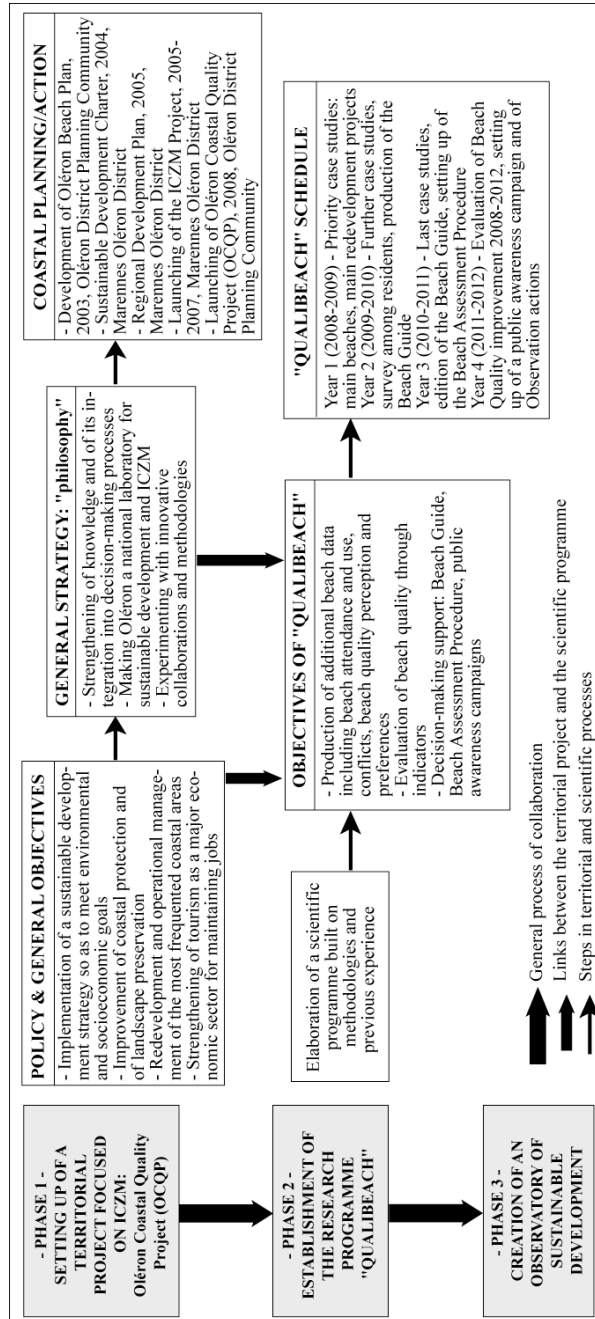 - PHASE 1 -
SETTING UP OF A
TERRITORIAL
PROJECT FOCUSED
ON ICZM:
Oléron Coastal Quality
Project (OCQP)
POLICY & GENERAL OBJECTIVES
- Implementation of a sustainable develop-
ment strategy so as to meet environmental
and socioeconomic goals
- Improvement of coastal protection and
of landscape preservation
- Redevelopment and operational manage-
ment of the most frequented coastal areas
- Strengthening of tourism as a major eco-
nomic sector for maintaining jobs
GENERAL STRATEGY: "philosophy"
- Strengthening of knowledge and of its in-
tegration into decision-making processes
- Making Oléron a national laboratory for
sustainable development and ICZM
- Experimenting with innovative
collaborations and methodologies
COASTAL PLANNING/ACTION
- Development of Oléron Beach Plan,
2003, Oléron District Planning Community
- Sustainable Development Charter, 2004,
Marennes Oléron District
- Regional Development Plan, 2005,
Marennes Oléron District
- Launching of the ICZM Project, 2005-
2007, Marennes Oléron District
- Launching of Oléron Coastal Quality
Project (OCQP), 2008, Oléron District
Planning Community
- PHASE 2 -
ESTABLISHMENT OF
THE RESEARCH
PROGRAMME
"QUALIBEACH"
Elaboration of a scientific
programme built on
methodologies and
previous experience
OBJECTIVES OF "QUALIBEACH"
- Production of additional beach data
including beach attendance and use,
conflicts, beach quality perception and
preferences
- Evaluation of beach quality through
indicators
- Decision-making support: Beach Guide,
Beach Assessment Procedure, public
awareness campaigns
"QUALIBEACH" SCHEDULE
Year 1 (2008-2009) - Priority case studies:
main beaches, main redevelopment projects
Year 2 (2009-2010) - Further case studies,
survey among residents, production of the
Beach Guide
Year 3 (2010-2011) - Last case studies,
edition of the Beach Guide, setting up of
the Beach Assessment Procedure
Year 4 (2011-2012) - Evaluation of Beach
Quality improvement 2008-2012, setting
up of a public awareness campaign and of
Observation actions
- PHASE 3 -
CREATION OF AN
OBSERVATORY OF
SUSTAINABLE
DEVELOPMENT
General process of collaboration
Links between the territorial project and the scientific programme
Steps in territorial and scientific processes